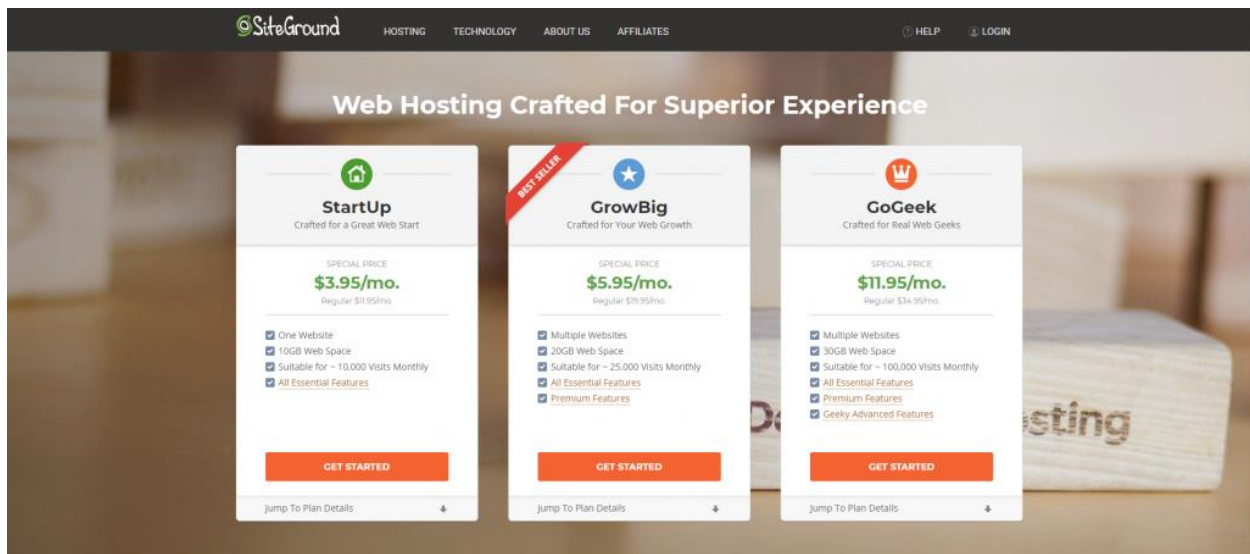 SiteGround
HOSTING TECHNOLOGY ABOUT US AFFILIATES HELP LOGIN
Web Hosting Crafted For Superior Experience
StartUp
Crafted for a Great Web Start
SPECIAL PRICE
$3.95/mo.
Regular $11.95/mo.
One Website
10GB Web Space
Suitable for ~ 10,000 Visits Monthly
All Essential Features
GET STARTED
Jump To Plan Details
BEST SELLER
GrowBig
Crafted for Your Web Growth
SPECIAL PRICE
$5.95/mo.
Regular $19.95/mo.
Multiple Websites
20GB Web Space
Suitable for ~ 25,000 Visits Monthly
All Essential Features
Premium Features
GET STARTED
Jump To Plan Details
GoGeek
Crafted for Real Web Geeks
SPECIAL PRICE
$11.95/mo.
Regular $34.95/mo.
Multiple Websites
30GB Web Space
Suitable for ~ 100,000 Visits Monthly
All Essential Features
Premium Features
Geeky Advanced Features
GET STARTED
Jump To Plan Details